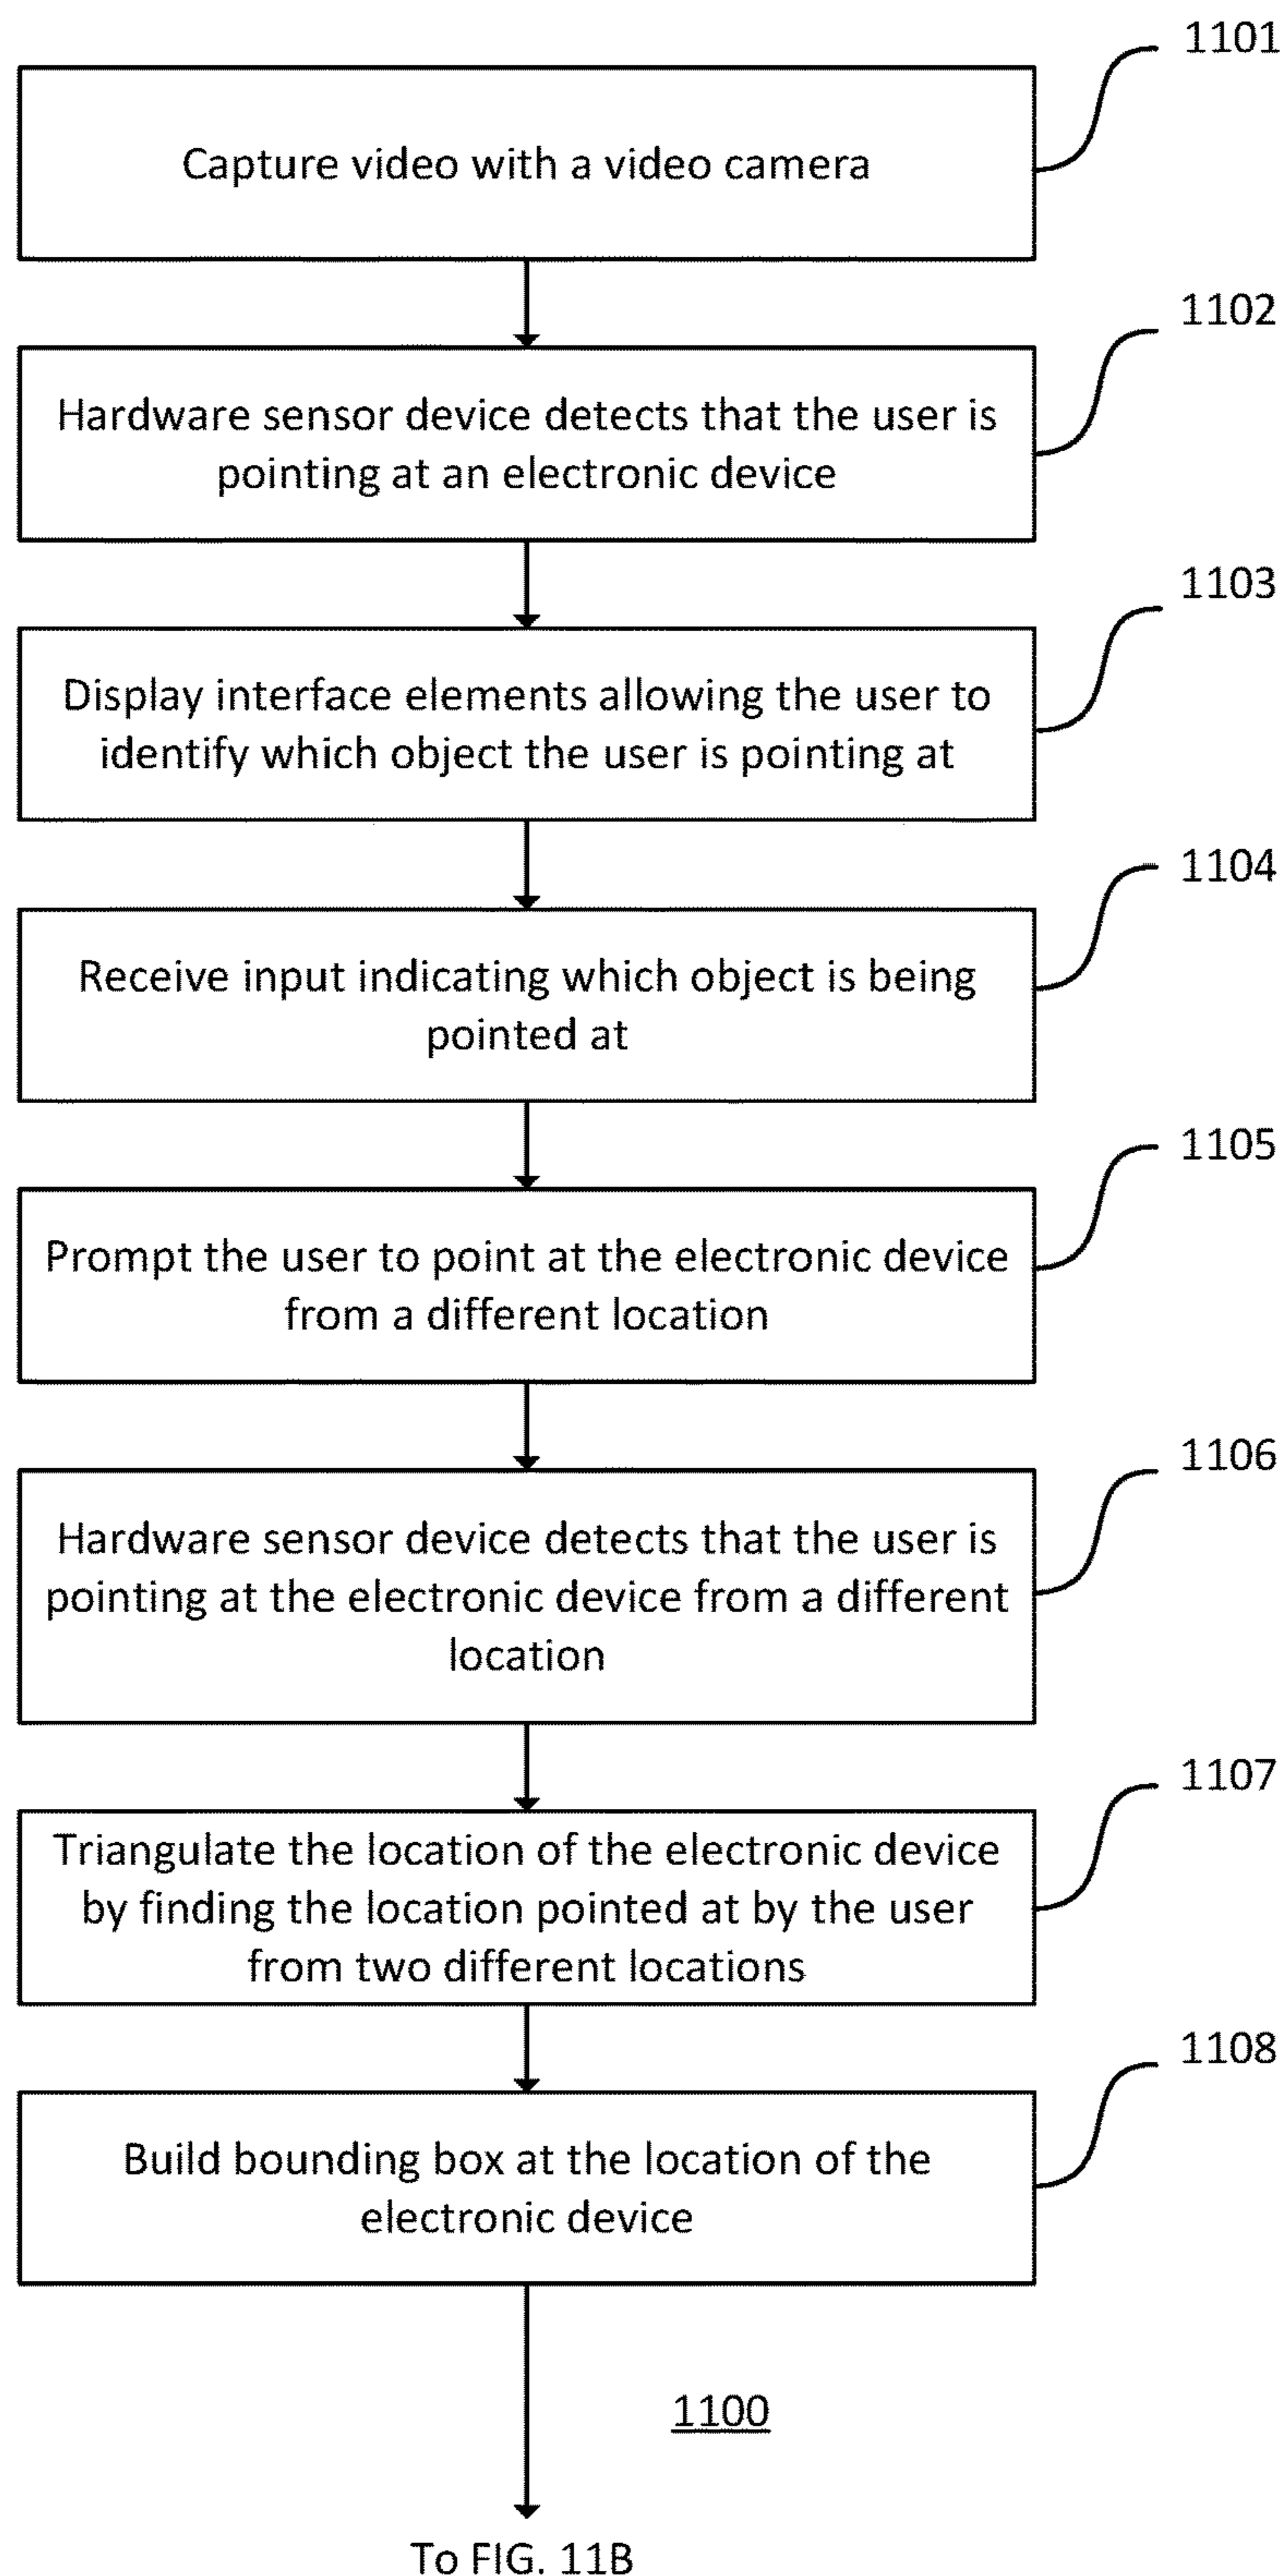 1101
Capture video with a video camera
1102
Hardware sensor device detects that the user is
pointing at an electronic device
1103
Display interface elements allowing the user to
identify which object the user is pointing at
1104
Receive input indicating which object is being
pointed at
1105
Prompt the user to point at the electronic device
from a different location
1106
Hardware sensor device detects that the user is
pointing at the electronic device from a different
location
1107
Triangulate the location of the electronic device
by finding the location pointed at by the user
from two different locations
1108
Build bounding box at the location of the
electronic device
1100
To FIG. 11B